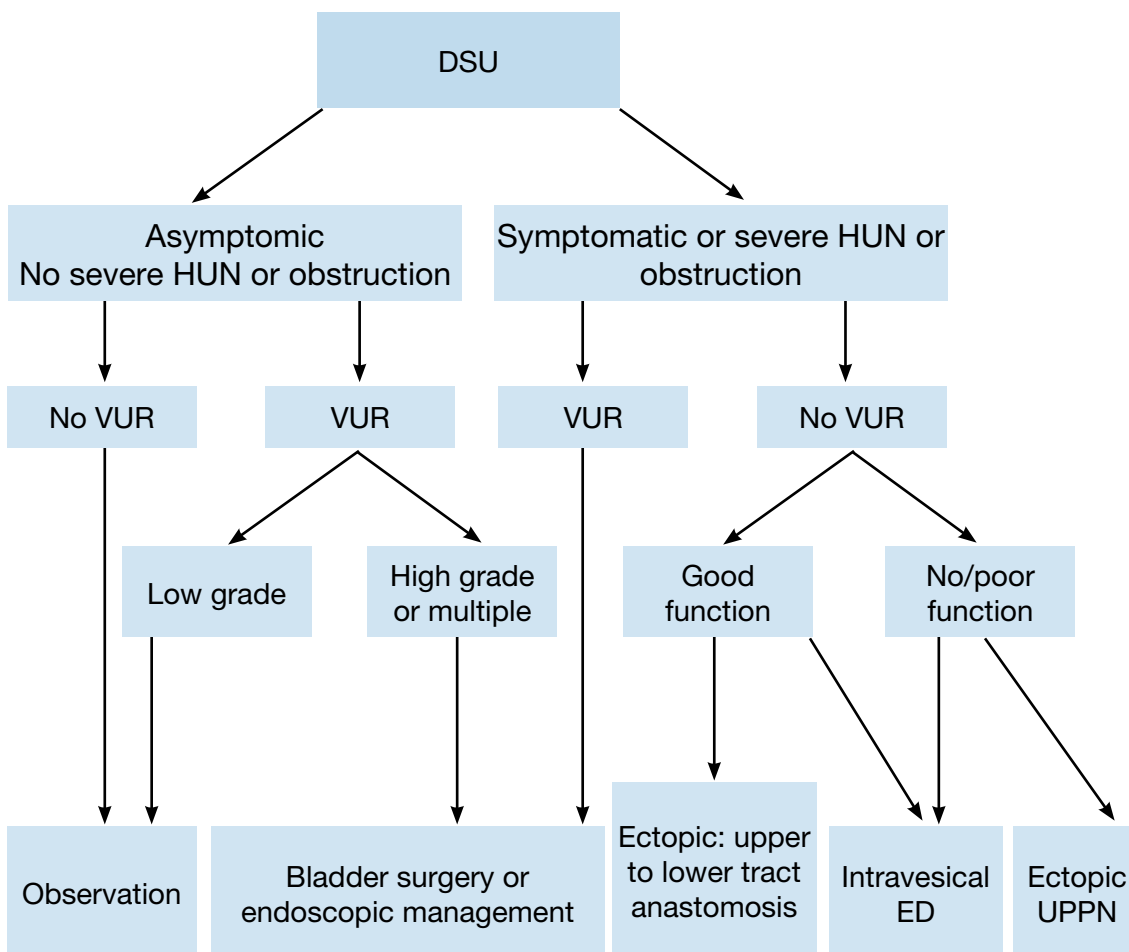 DSU
Asymptomic
No severe HUN or obstruction
Symptomatic or severe HUN or
obstruction
No VUR
VUR
VUR
No VUR
Low grade
High grade
or multiple
Good
function
No/poor
function
Observation
Bladder surgery or
endoscopic management
Ectopic: upper
to lower tract
anastomosis
Intravesical
ED
Ectopic
UPPN